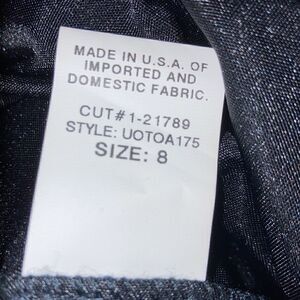 MADE IN U.S.A. OF
IMPORTED AND
DOMESTIC FABRIC.
CUT#1-21789
STYLE: UOTOA175
SIZE: 8